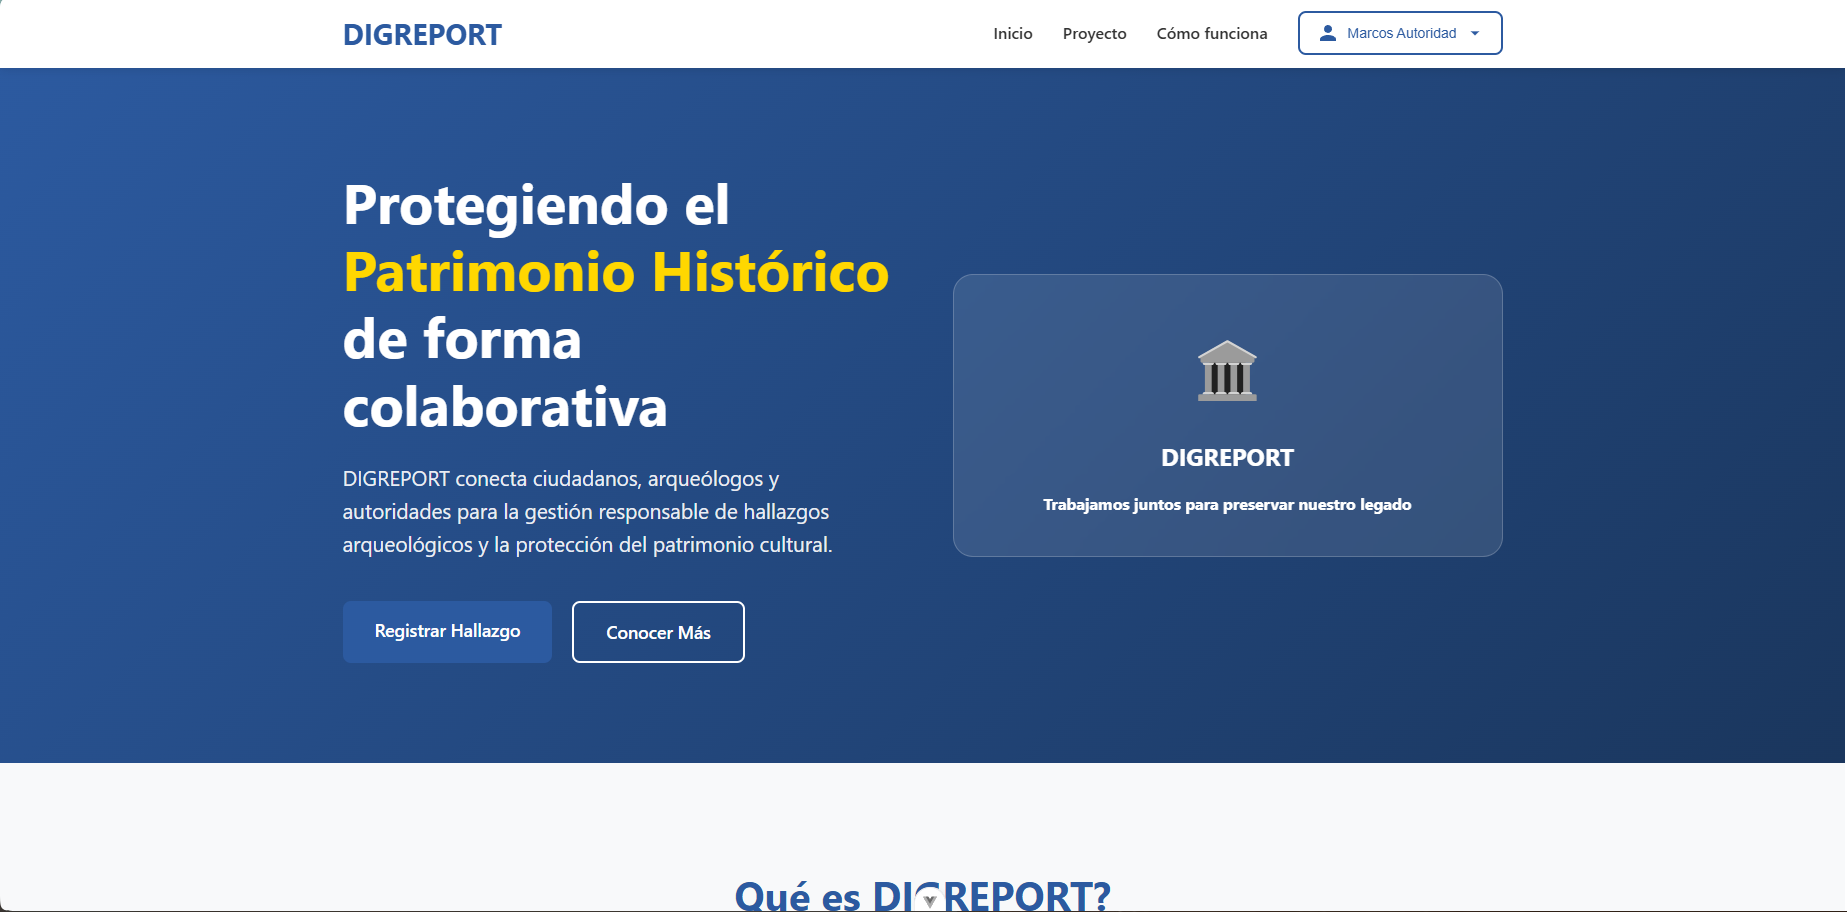 DIGREPORT
Inicio
Proyecto
Cómo funciona
Marcos Autoridad
Protegiendo el
Patrimonio Histórico
de forma
colaborativa
DIGREPORT conecta ciudadanos, arqueólogos y
autoridades para la gestión responsable de hallazgos
arqueológicos y la protección del patrimonio cultural.
Registrar Hallazgo
Conocer Más
DIGREPORT
Trabajamos juntos para preservar nuestro legado
Qué es DIGREPORT?